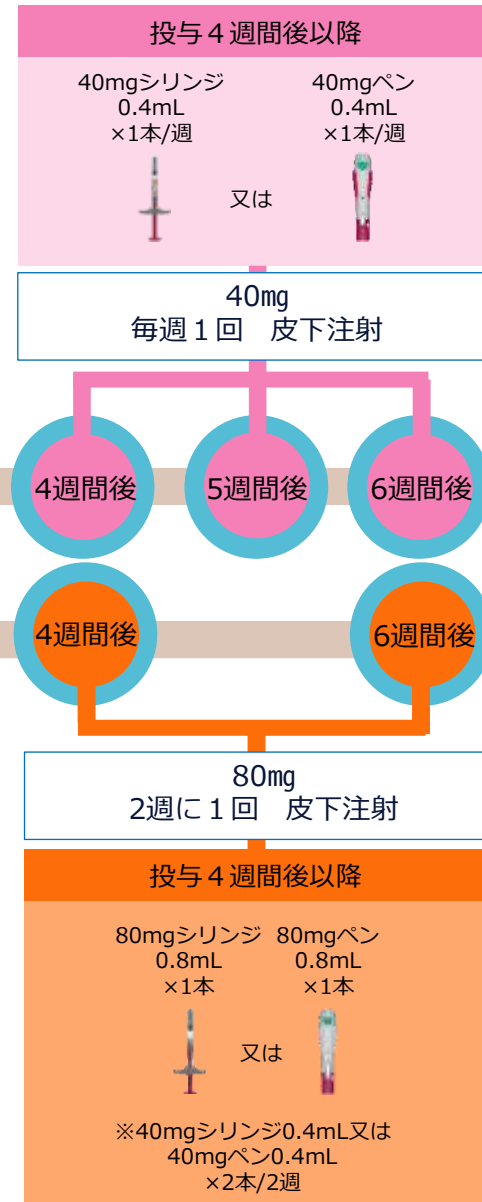 投与４週間後以降
40mgシリンジ
0.4mL
×1本/週
又は
40mgペン
0.4mL
×1本/週
40㎎
毎週１回　皮下注射
4週間後
5週間後
6週間後
4週間後
6週間後
80㎎
2週に１回　皮下注射
投与４週間後以降
80mgシリンジ
0.8mL
×1本
又は
80mgペン
0.8mL
×1本
※40mgシリンジ0.4mL又は
40mgペン0.4mL
×2本/2週